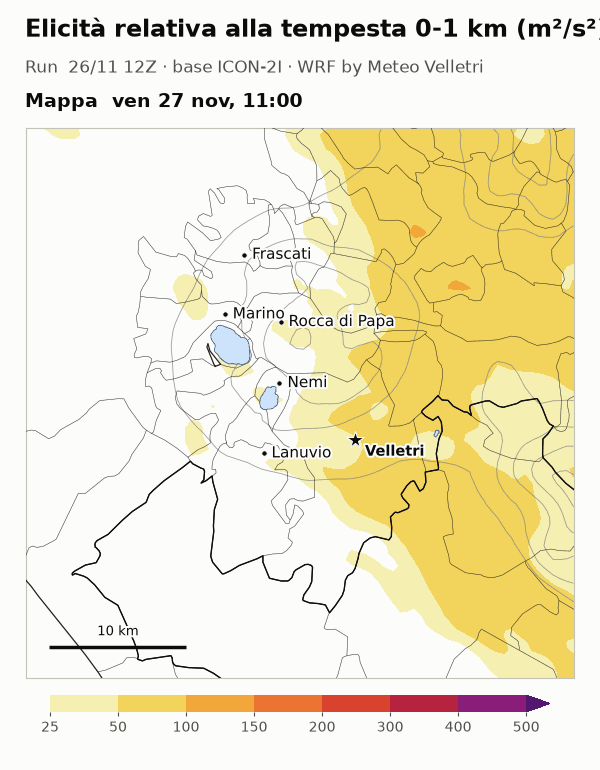 Elicità relativa alla tempesta 0-1 km (m²/s²)
Run 26/11 12Z · base ICON-2I · WRF by Meteo Velletri
Mappa ven 27 nov, 11:00
Frascati
Marino
Rocca di Papa
Nemi
Velletri
Lanuvio
10 km
25 50 100 150 200 300 400 500